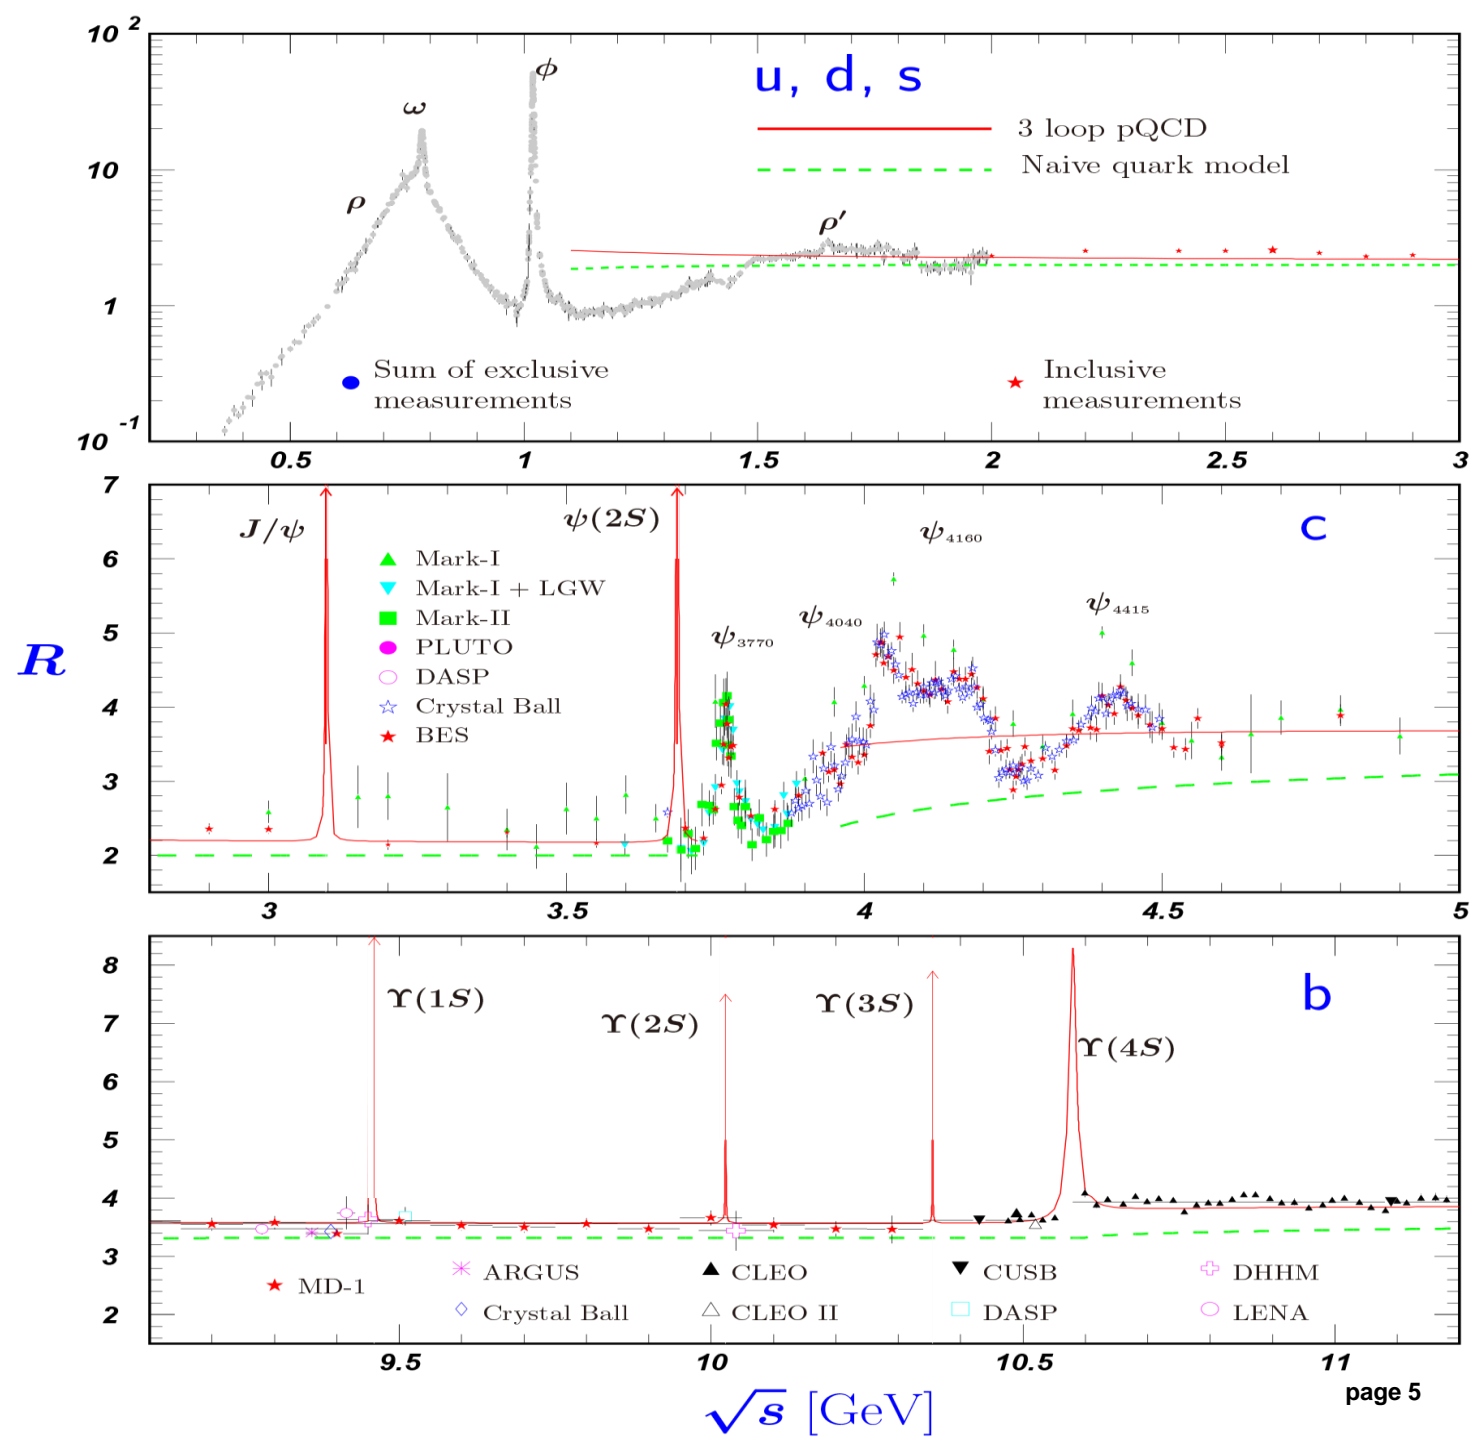 10 2
ϕ
u, d, s
ω
3 loop pQCD
Naive quark model
10
ρ
ρ′
1
Sum of exclusive
measurements
Inclusive
measurements
10 -1
0.5 1 1.5 2 2.5 3
7
J/ψ
ψ(2S)
ψ4160
c
6
Mark-I
Mark-I + LGW
Mark-II
PLUTO
DASP
Crystal Ball
BES
ψ3770
ψ4040
ψ4415
5
R
4
3
2
3 3.5 4 4.5 5
8
ϒ(1S)
ϒ(2S)
ϒ(3S)
ϒ(4S)
b
7
6
5
4
3
2
MD-1
ARGUS
CLEO
CUSB
DHHM
Crystal Ball
CLEO II
DASP
LENA
9.5 10 10.5 11
√s [GeV]
page 5